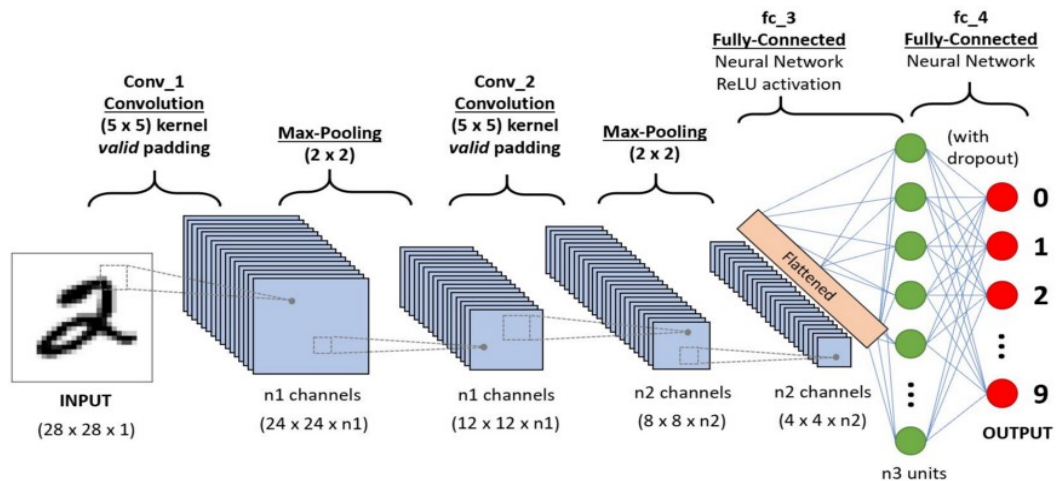 fc_3
Fully-Connected
Neural Network
ReLU activation
fc_4
Fully-Connected
Neural Network
Conv_1
Convolution
(5 x 5) kernel
valid padding
Max-Pooling
(2 x 2)
Conv_2
Convolution
(5 x 5) kernel
valid padding
Max-Pooling
(2 x 2)
(with
dropout)
Flattened
0
1
2
9
OUTPUT
INPUT
(28 x 28 x 1)
n1 channels
(24 x 24 x n1)
n1 channels
(12 x 12 x n1)
n2 channels
(8 x 8 x n2)
n2 channels
(4 x 4 x n2)
n3 units
2